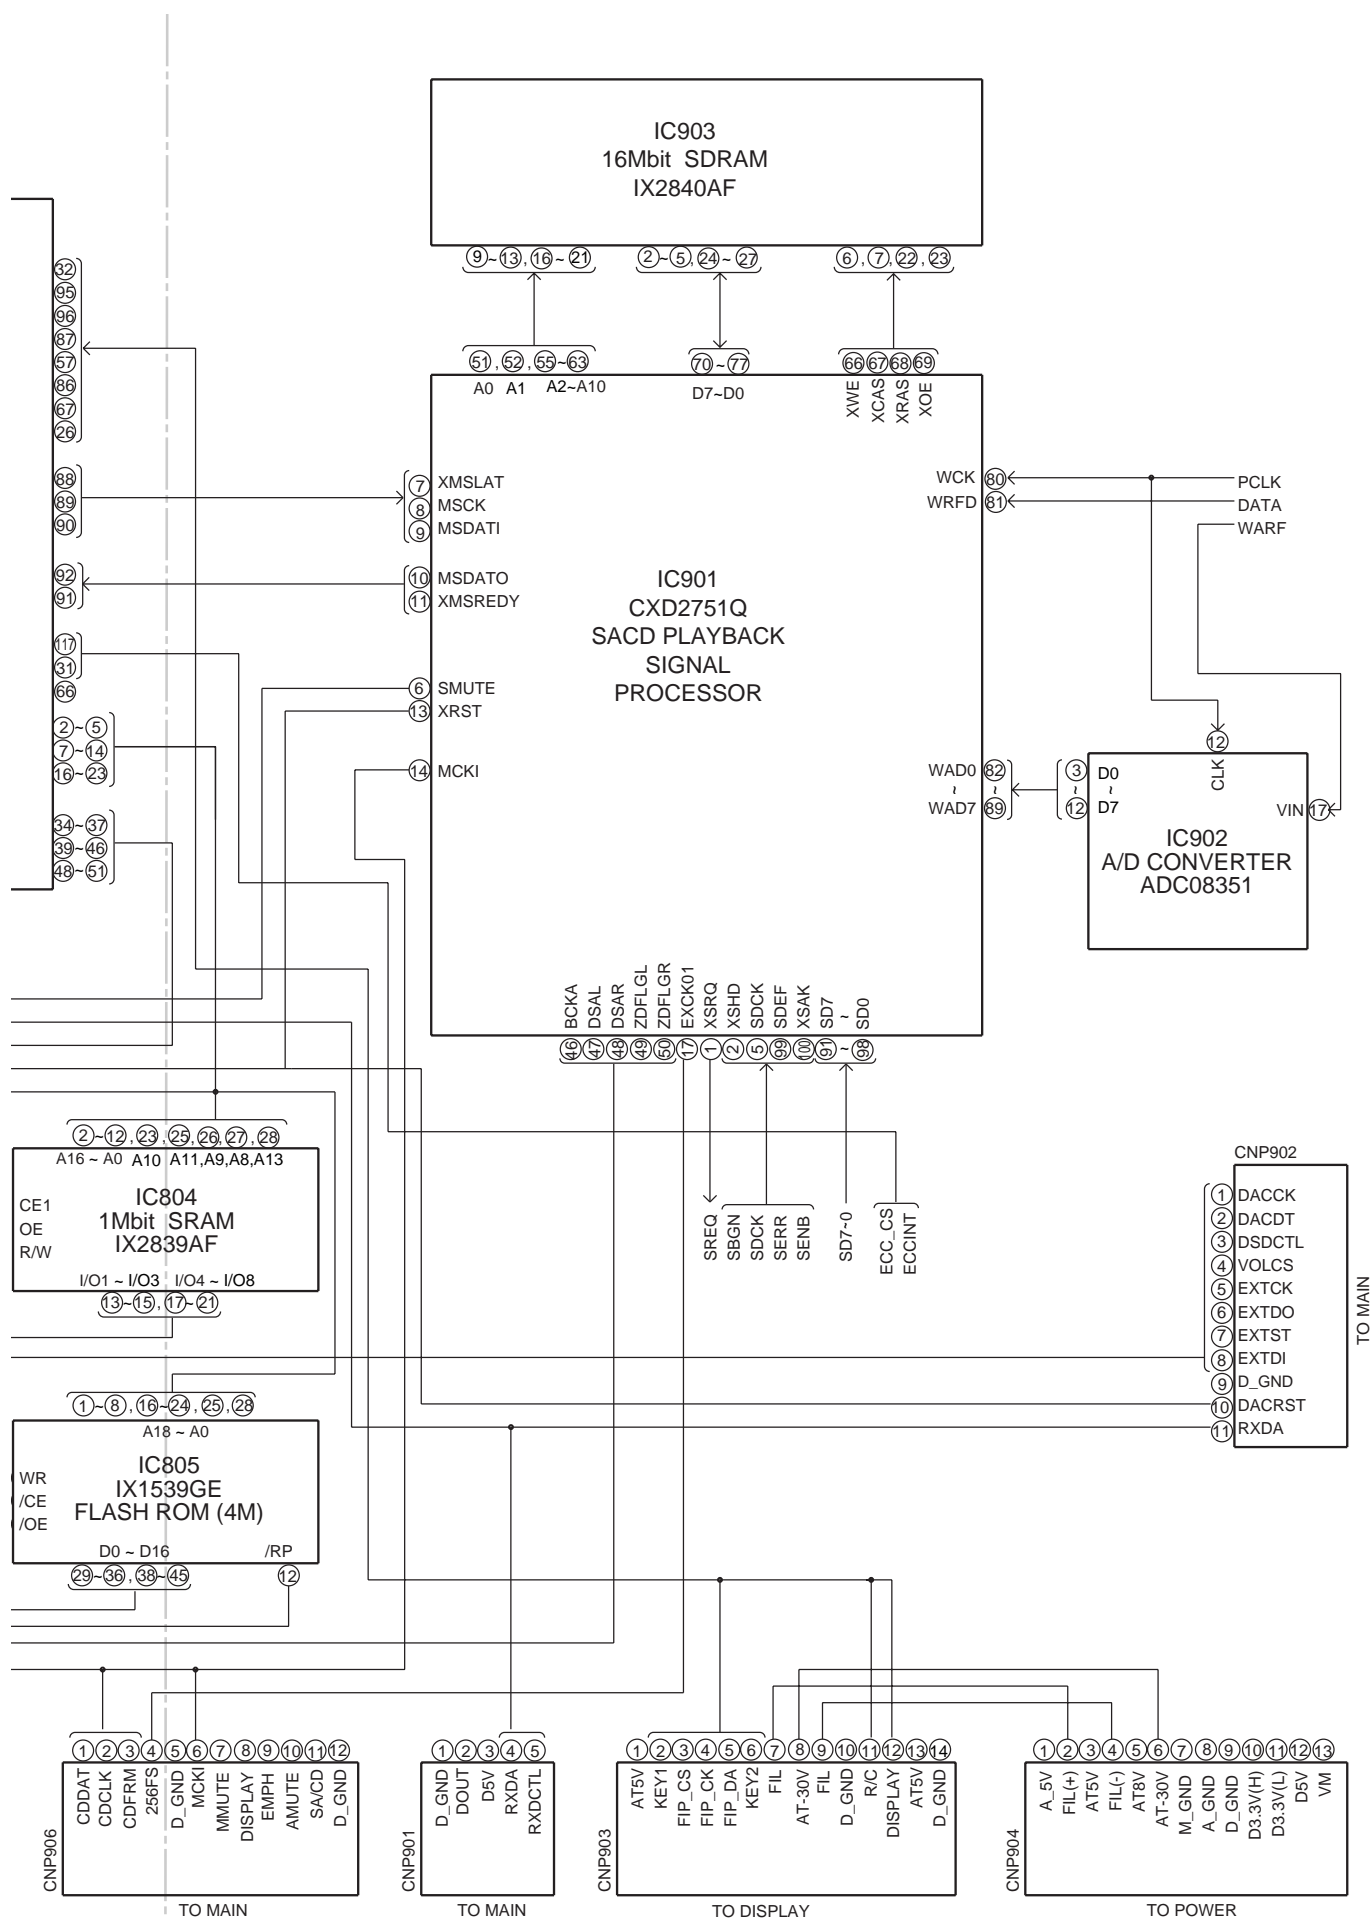 IC903
16Mbit SDRAM
IX2840AF
9~13,16~21
2~5,24~27
6,7,22,23
32
95
96
87
57
86
67
26
51,52,55~63
A0 A1 A2~A10
70~77
D7~D0
66 67 68 69
XWE
XCAS
XRAS
XOE
88
89
90
7 XMSLAT
8 MSCK
9 MSDATI
WCK 80
WRFD 81
PCLK
DATA
WARF
92
91
10 MSDATO
11 XMSREDY
IC901
CXD2751Q
SACD PLAYBACK
SIGNAL
PROCESSOR
117
31
66
6 SMUTE
13 XRST
2~5
7~14
16~23
14 MCKI
34~37
39~46
48~51
WAD0 82
~ ~
WAD7 89
3 D0
~
12 D7
12
CLK
VIN 17
IC902
A/D CONVERTER
ADC08351
BCKA
DSAL
DSAR
ZDFLGL
ZDFLGR
EXCK01
XSRQ
XSHD
SDCK
SDEF
XSAK
SD7
~
SD0
46 47 48 49 50 17 1 2 5 99 100 91 ~ 98
SREQ
SBGN
SDCK
SERR
SENB
SD7~0
ECC_CS
ECCINT
2~12,23,25,26,27,28
A16 ~ A0 A10 A11,A9,A8,A13
IC804
1Mbit SRAM
IX2839AF
CE1
OE
R/W
I/O1 ~ I/O3 I/O4 ~ I/O8
13~15,17~21
CNP902
1 DACCK
2 DACDT
3 DSDCTL
4 VOLCS
5 EXTCK
6 EXTDO
7 EXTST
8 EXTDI
9 D_GND
10 DACRST
11 RXDA
TO MAIN
1~8,16~24,25,28
A18 ~ A0
IC805
IX1539GE
FLASH ROM (4M)
WR
/CE
/OE
D0 ~ D16 /RP
29~36,38~45 12
CNP906
1 CDDAT
2 CDCLK
3 CDFRM
4 256FS
5 D_GND
6 MCKI
7 MMUTE
8 DISPLAY
9 EMPH
10 AMUTE
11 SA/CD
12 D_GND
TO MAIN
CNP901
1 D_GND
2 DOUT
3 D5V
4 RXDA
5 RXDCTL
TO MAIN
CNP903
1 AT5V
2 KEY1
3 FIP_CS
4 FIP_CK
5 FIP_DA
6 KEY2
7 FIL
8 AT-30V
9 FIL
10 D_GND
11 R/C
12 DISPLAY
13 AT5V
14 D_GND
TO DISPLAY
CNP904
1 A_5V
2 FIL(+)
3 AT5V
4 FIL(-)
5 AT8V
6 AT-30V
7 M_GND
8 A_GND
9 D_GND
10 D3.3V(H)
11 D3.3V(L)
12 D5V
13 VM
TO POWER